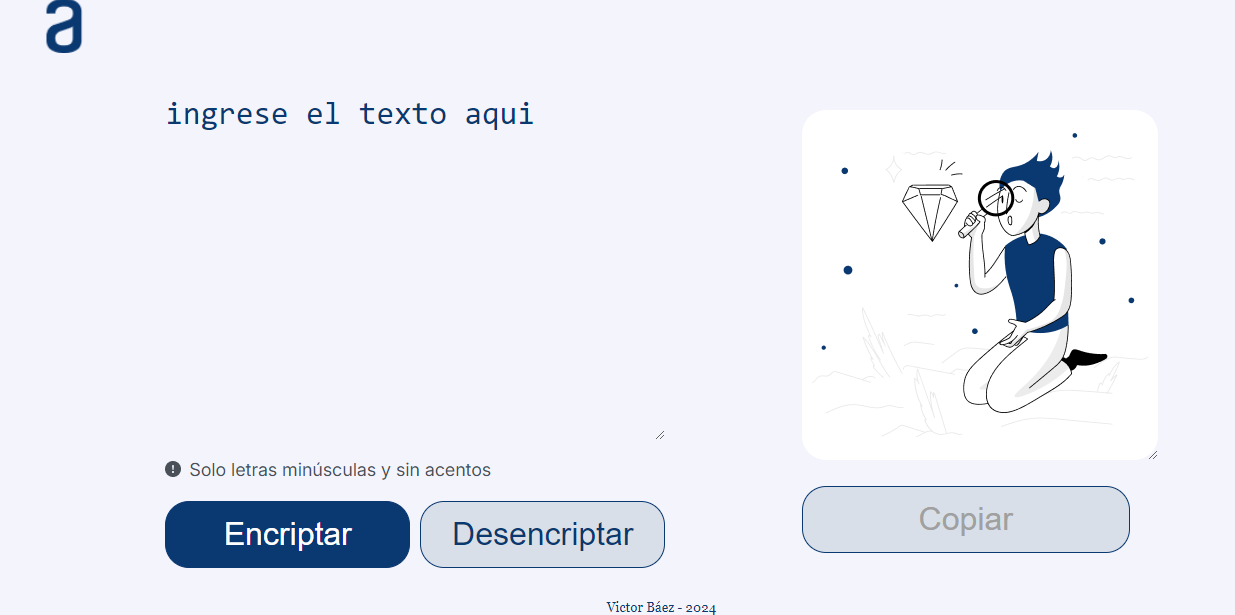 a
ingrese el texto aqui
Solo letras minúsculas y sin acentos
Encriptar
Desencriptar
Copiar
Victor Báez - 2024